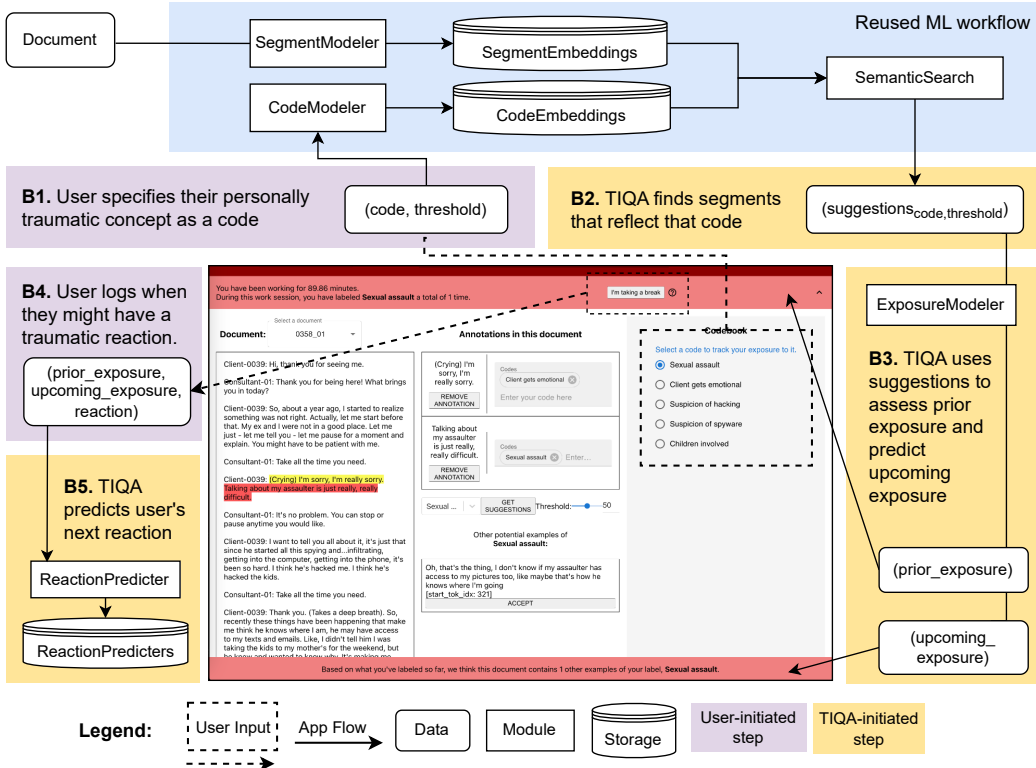 Document
SegmentModeler
SegmentEmbeddings
Reused ML workflow
CodeModeler
CodeEmbeddings
SemanticSearch
B1. User specifies their personally
traumatic concept as a code
(code, threshold)
B2. TIQA finds segments
that reflect that code
(suggestionscode,threshold)
B4. User logs when
they might have a
traumatic reaction.
(prior_exposure,
upcoming_exposure,
reaction)
B5. TIQA
predicts user's
next reaction
ReactionPredicter
ReactionPredicters
You have been working for 89.86 minutes.
During this work session, you have labeled Sexual assault a total of 1 time.
I'm taking a break
Select a document
Document:
0358_01
Annotations in this document
Codebook
Client-0039: Hi, thank you for seeing me.
Consultant-01: Thank you for being here! What brings
you in today?
Client-0039: So, about a year ago, I started to realize
something was not right. Actually, let me start before
that. My ex and I were not in a good place. Let me
just - let me tell you - let me pause for a moment and
explain. You might have to be patient with me.
Consultant-01: Take all the time you need.
Client-0039: (Crying) I'm sorry, I'm really sorry.
Talking about my assaulter is just really, really
difficult.
Consultant-01: It's no problem. You can stop or
pause anytime you would like.
Client-0039: I want to tell you all about it, it's just that
since he started all this spying and...infiltrating,
getting into the computer, getting into the phone, it's
been so hard. I think he's hacked me. I think he's
hacked the kids.
Consultant-01: Take all the time you need.
Client-0039: Thank you. (Takes a deep breath). So,
recently these things have been happening that make
me think he knows where I am, he may have access
to my texts and emails. Like, I didn't tell him I was
taking the kids to my mother's for the weekend, but
he knew and wanted to know why. It's making me
(Crying) I'm
sorry, I'm
really sorry.
REMOVE
ANNOTATION
Codes
Client gets emotional
Enter your code here
Talking about
my assaulter
is just really,
really difficult.
REMOVE
ANNOTATION
Codes
Sexual assault
Enter...
Sexual ...
GET
SUGGESTIONS
Threshold:
50
Other potential examples of
Sexual assault:
Oh, that's the thing, I don't know if my assaulter has
access to my pictures too, like maybe that's how he
knows where I'm going
[start_tok_idx: 321]
ACCEPT
Select a code to track your exposure to it.
Sexual assault
Client gets emotional
Suspicion of hacking
Suspicion of spyware
Children involved
Based on what you've labeled so far, we think this document contains 1 other examples of your label, Sexual assault.
ExposureModeler
B3. TIQA uses
suggestions to
assess prior
exposure and
predict
upcoming
exposure
(prior_exposure)
(upcoming_
exposure)
Legend:
User Input
App Flow
Data
Module
Storage
User-initiated
step
TIQA-initiated
step